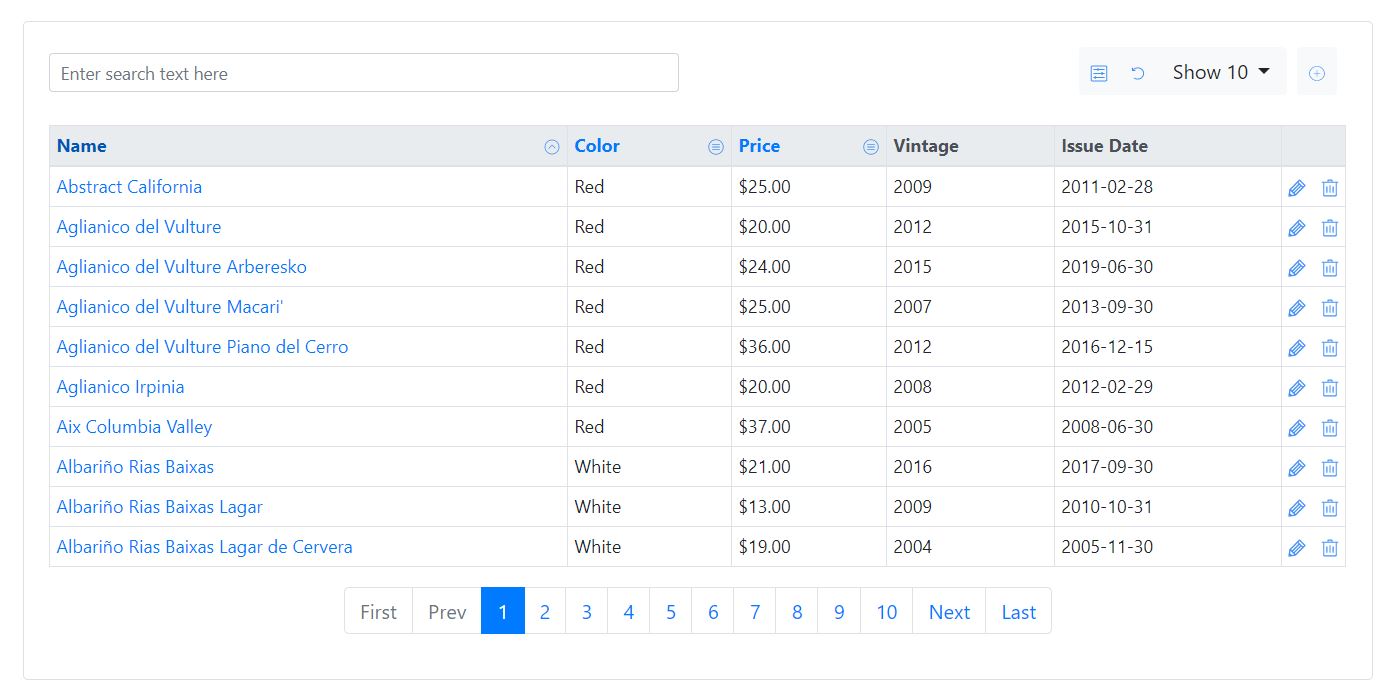 Enter search text here Show 10
Name Color Price Vintage Issue Date
Abstract California Red $25.00 2009 2011-02-28
Aglianico del Vulture Red $20.00 2012 2015-10-31
Aglianico del Vulture Arberesko Red $24.00 2015 2019-06-30
Aglianico del Vulture Macari' Red $25.00 2007 2013-09-30
Aglianico del Vulture Piano del Cerro Red $36.00 2012 2016-12-15
Aglianico Irpinia Red $20.00 2008 2012-02-29
Aix Columbia Valley Red $37.00 2005 2008-06-30
Albariño Rias Baixas White $21.00 2016 2017-09-30
Albariño Rias Baixas Lagar White $13.00 2009 2010-10-31
Albariño Rias Baixas Lagar de Cervera White $19.00 2004 2005-11-30
First Prev 1 2 3 4 5 6 7 8 9 10 Next Last